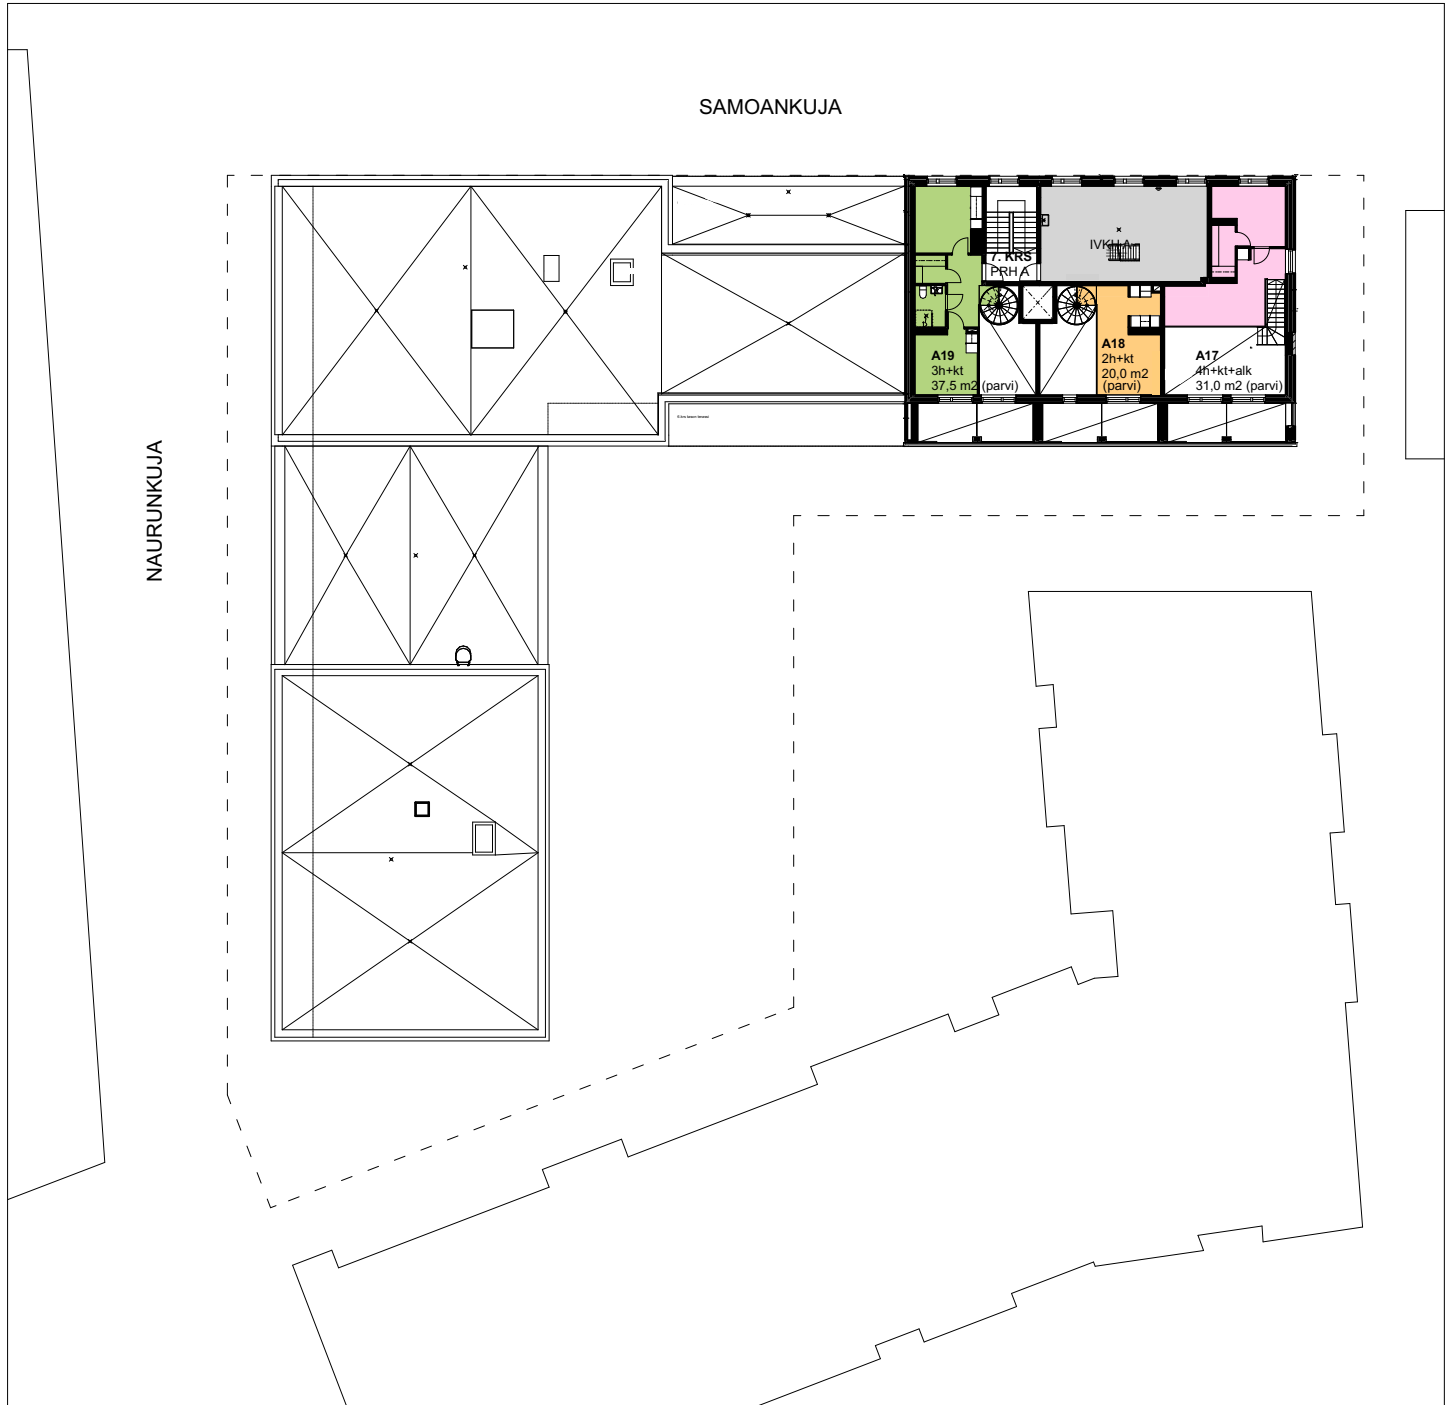 SAMOANKUJA
NAURUNKUJA
7. KRS
PRH A
A19
3h+kt
37,5 m2 (parvi)
A18
2h+kt
20,0 m2
(parvi)
A17
4h+kt+alk
31,0 m2 (parvi)